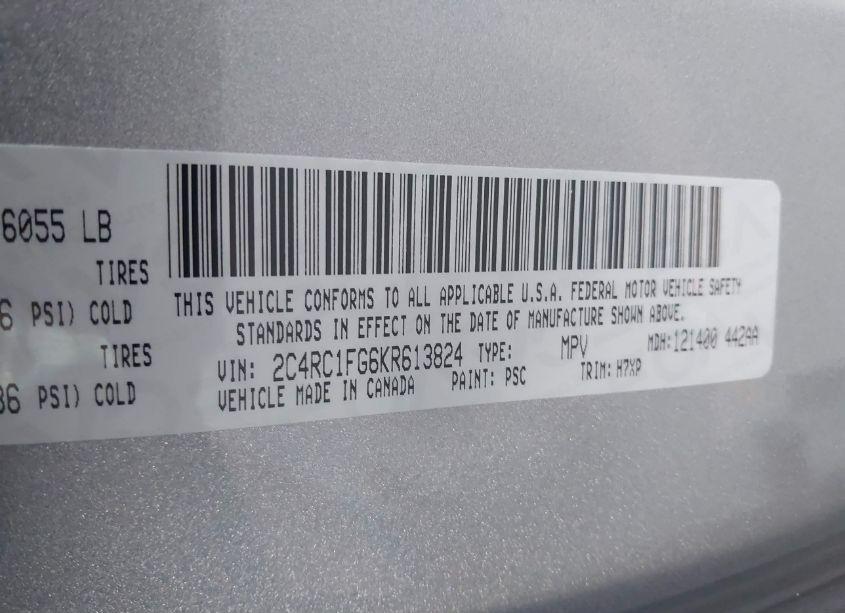 6055 LB
TIRES
6 PSI) COLD
TIRES
36 PSI) COLD
THIS VEHICLE CONFORMS TO ALL APPLICABLE U.S.A. FEDERAL MOTOR VEHICLE SAFETY
STANDARDS IN EFFECT ON THE DATE OF MANUFACTURE SHOWN ABOVE.
VIN: 2C4RC1FG6KR613824 TYPE: MPV MDH: 121400 442AA
VEHICLE MADE IN CANADA PAINT: PSC TRIM: H7XP